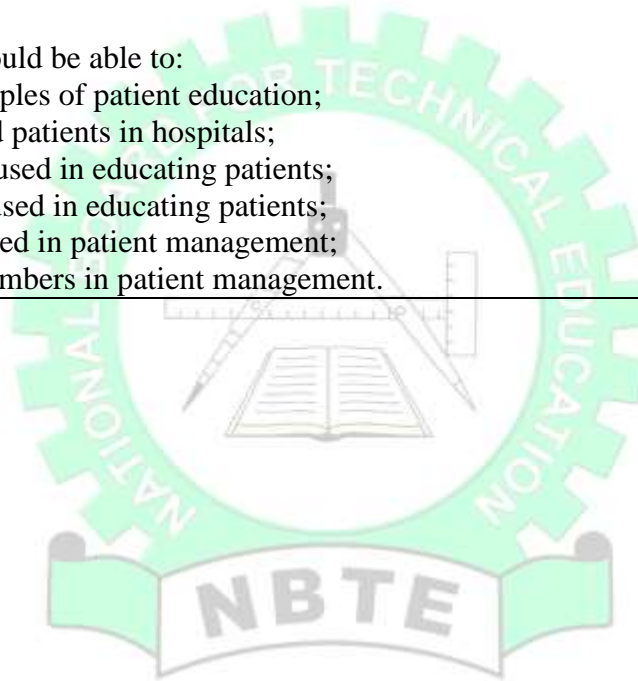 ould be able to:
ples of patient education;
d patients in hospitals;
used in educating patients;
used in educating patients;
ed in patient management;
mbers in patient management.
NATIONAL BOARD FOR TECHNICAL EDUCATION
NBTE